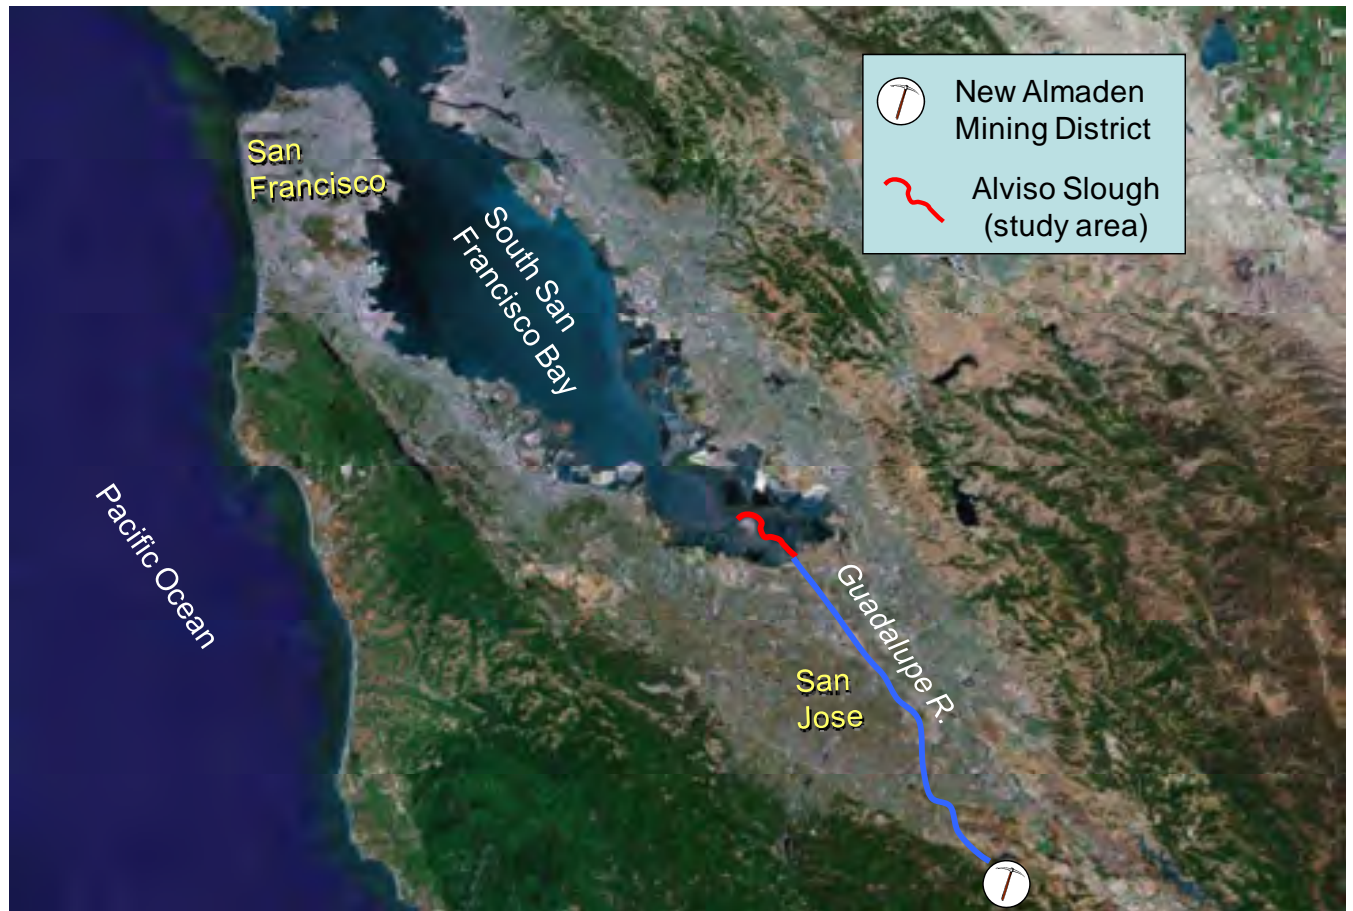 New Almaden
Mining District
Alviso Slough
(study area)
San
Francisco
South San
Francisco Bay
Pacific Ocean
Guadalupe R.
San
Jose